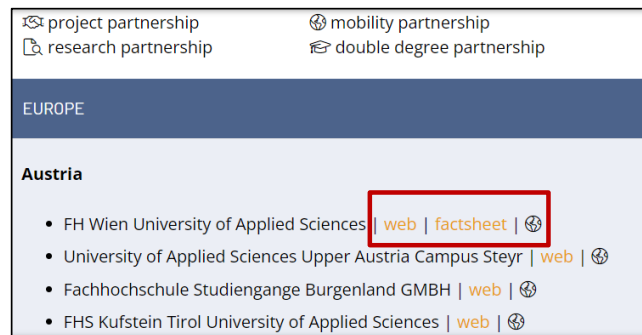 project partnership mobility partnership
research partnership double degree partnership
EUROPE
Austria
• FH Wien University of Applied Sciences | web | factsheet |
• University of Applied Sciences Upper Austria Campus Steyr | web |
• Fachhochschule Studiengange Burgenland GMBH | web |
• FHS Kufstein Tirol University of Applied Sciences | web |